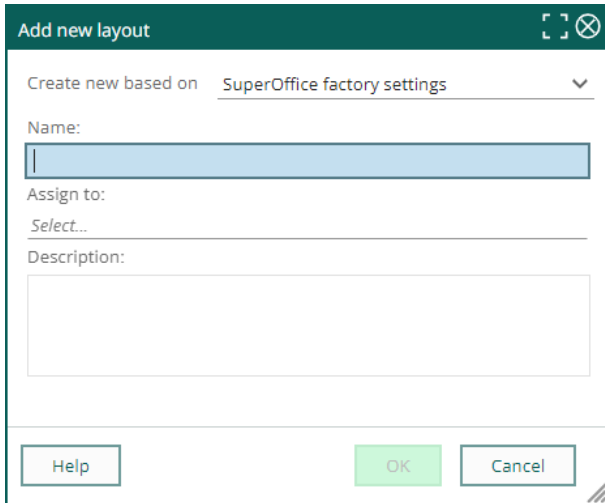 Add new layout
Create new based on SuperOffice factory settings
Name:
Assign to:
Select...
Description:
Help OK Cancel